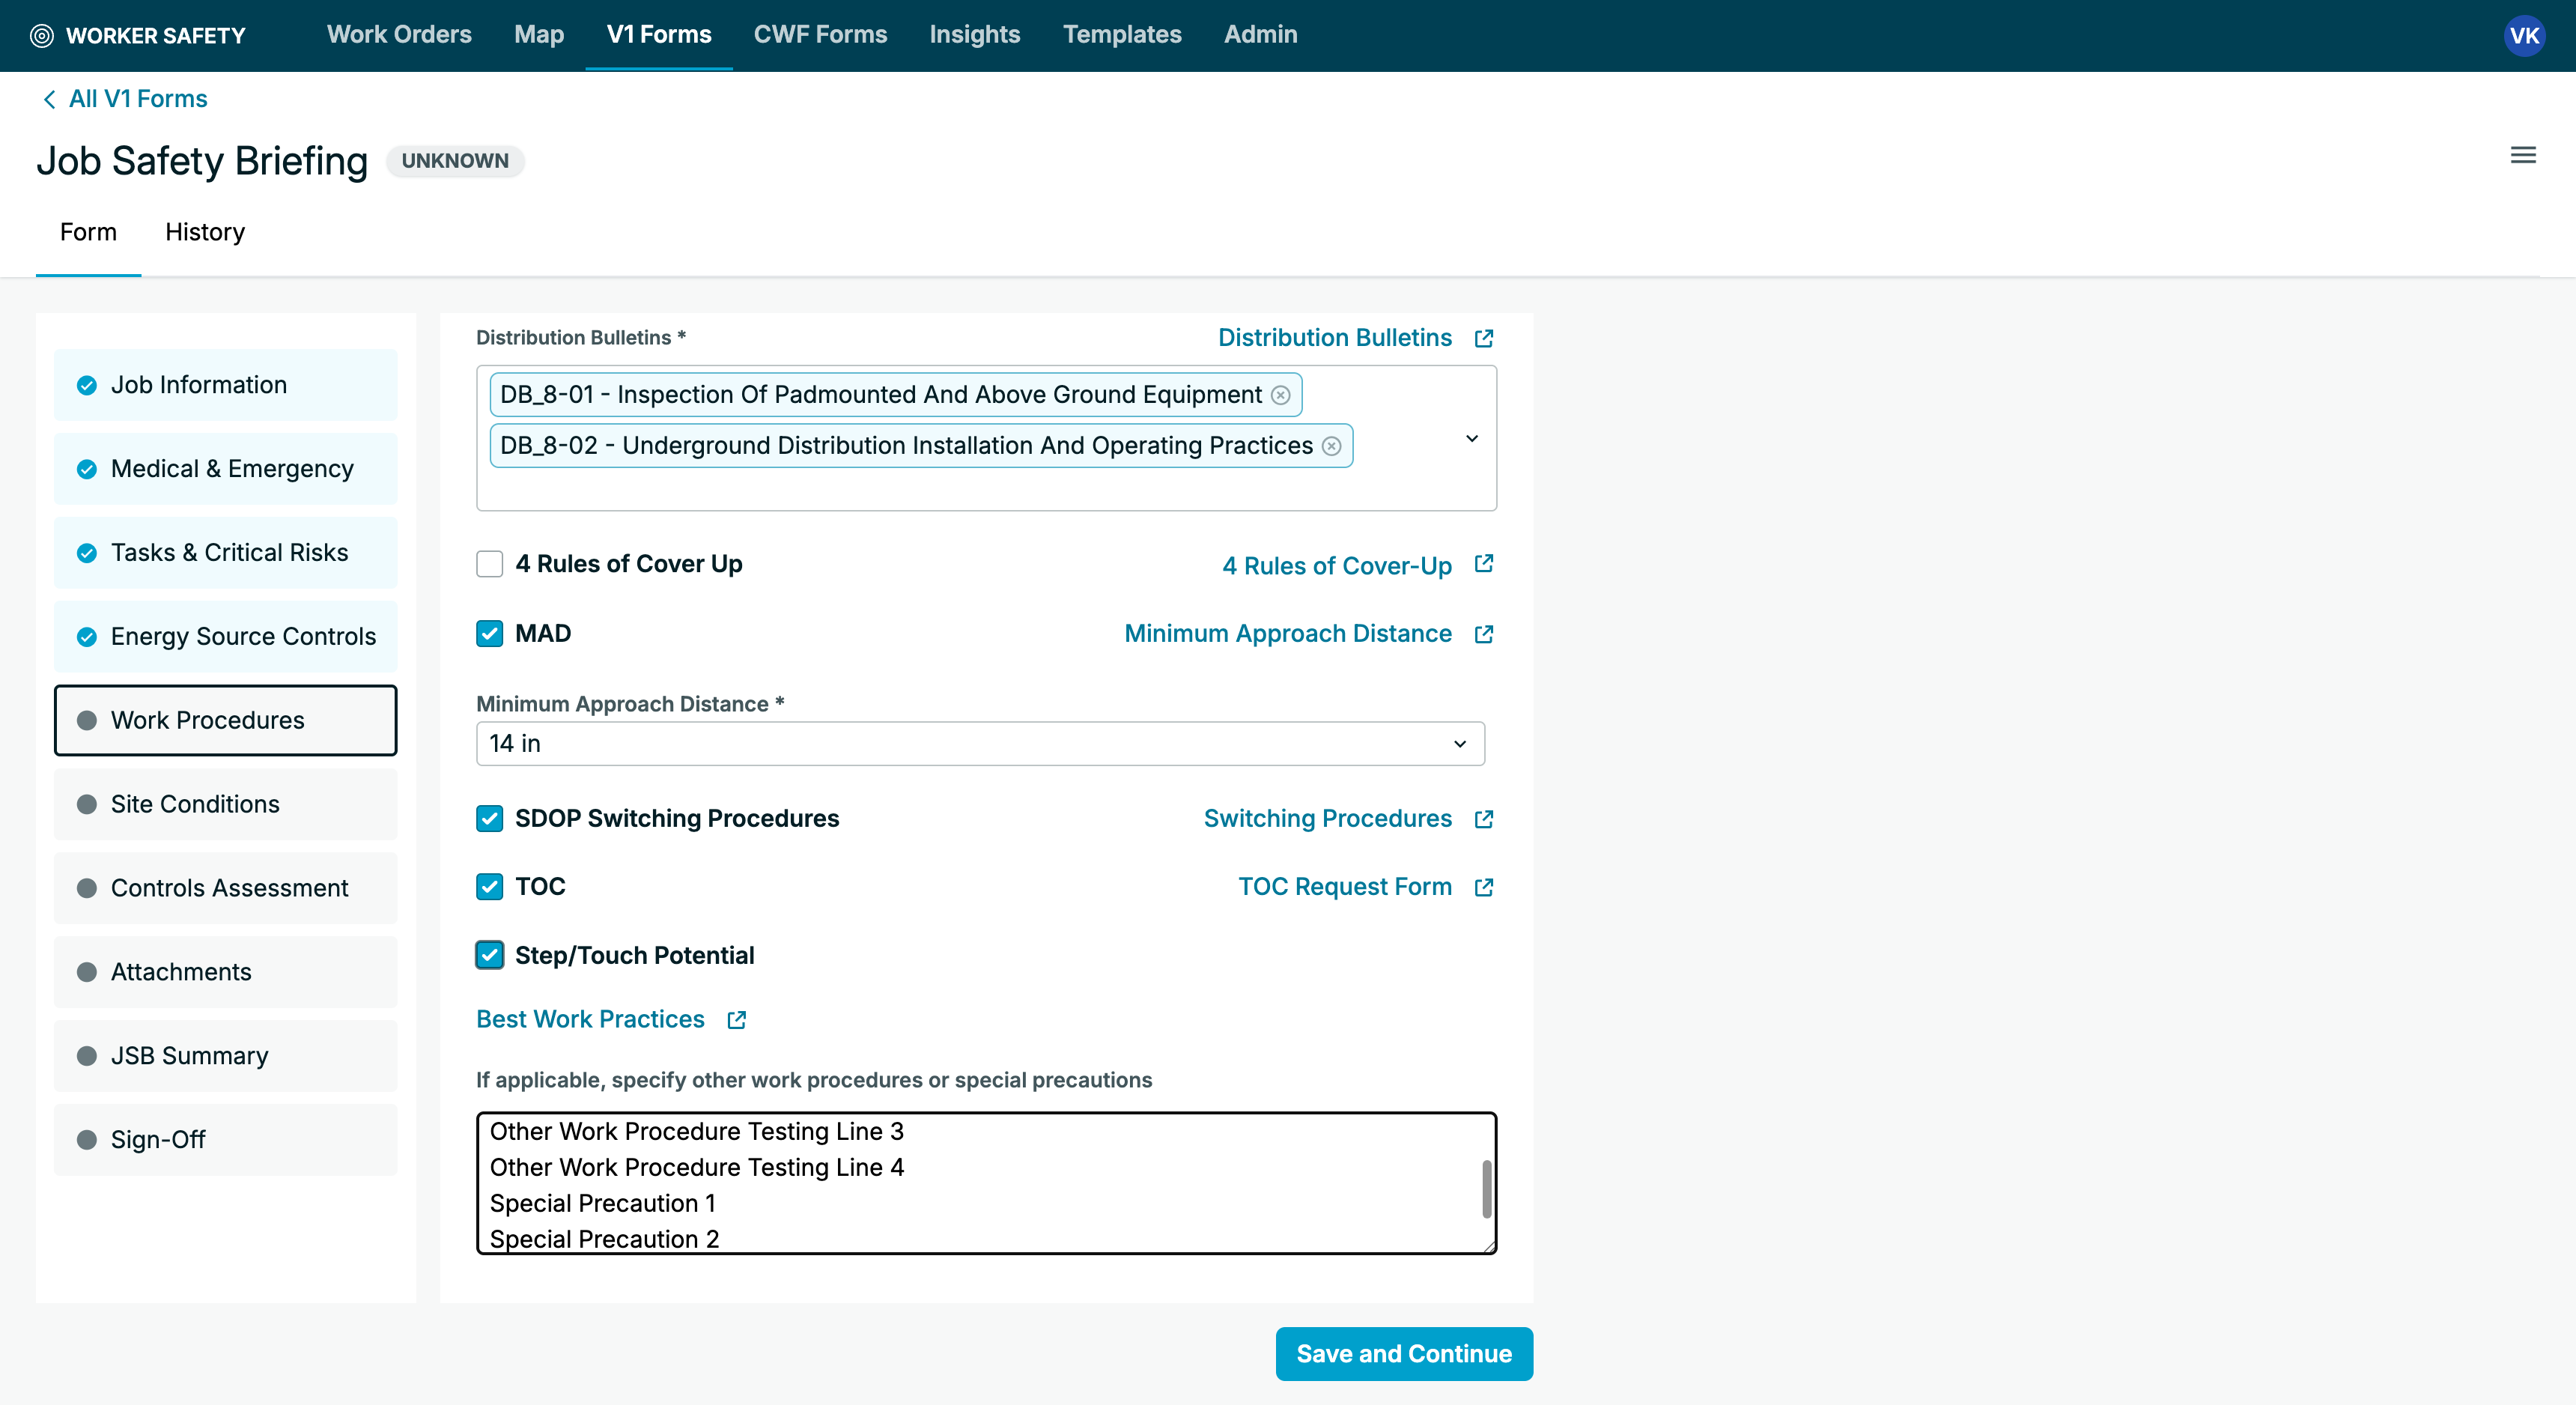 WORKER SAFETY
Work Orders
Map
V1 Forms
CWF Forms
Insights
Templates
Admin
VK
All V1 Forms
Job Safety Briefing
UNKNOWN
Form
History
Job Information
Medical & Emergency
Tasks & Critical Risks
Energy Source Controls
Work Procedures
Site Conditions
Controls Assessment
Attachments
JSB Summary
Sign-Off
Distribution Bulletins *
Distribution Bulletins
DB_8-01 - Inspection Of Padmounted And Above Ground Equipment
DB_8-02 - Underground Distribution Installation And Operating Practices
4 Rules of Cover Up
4 Rules of Cover-Up
MAD
Minimum Approach Distance
Minimum Approach Distance *
14 in
SDOP Switching Procedures
Switching Procedures
TOC
TOC Request Form
Step/Touch Potential
Best Work Practices
If applicable, specify other work procedures or special precautions
Other Work Procedure Testing Line 3
Other Work Procedure Testing Line 4
Special Precaution 1
Special Precaution 2
Save and Continue